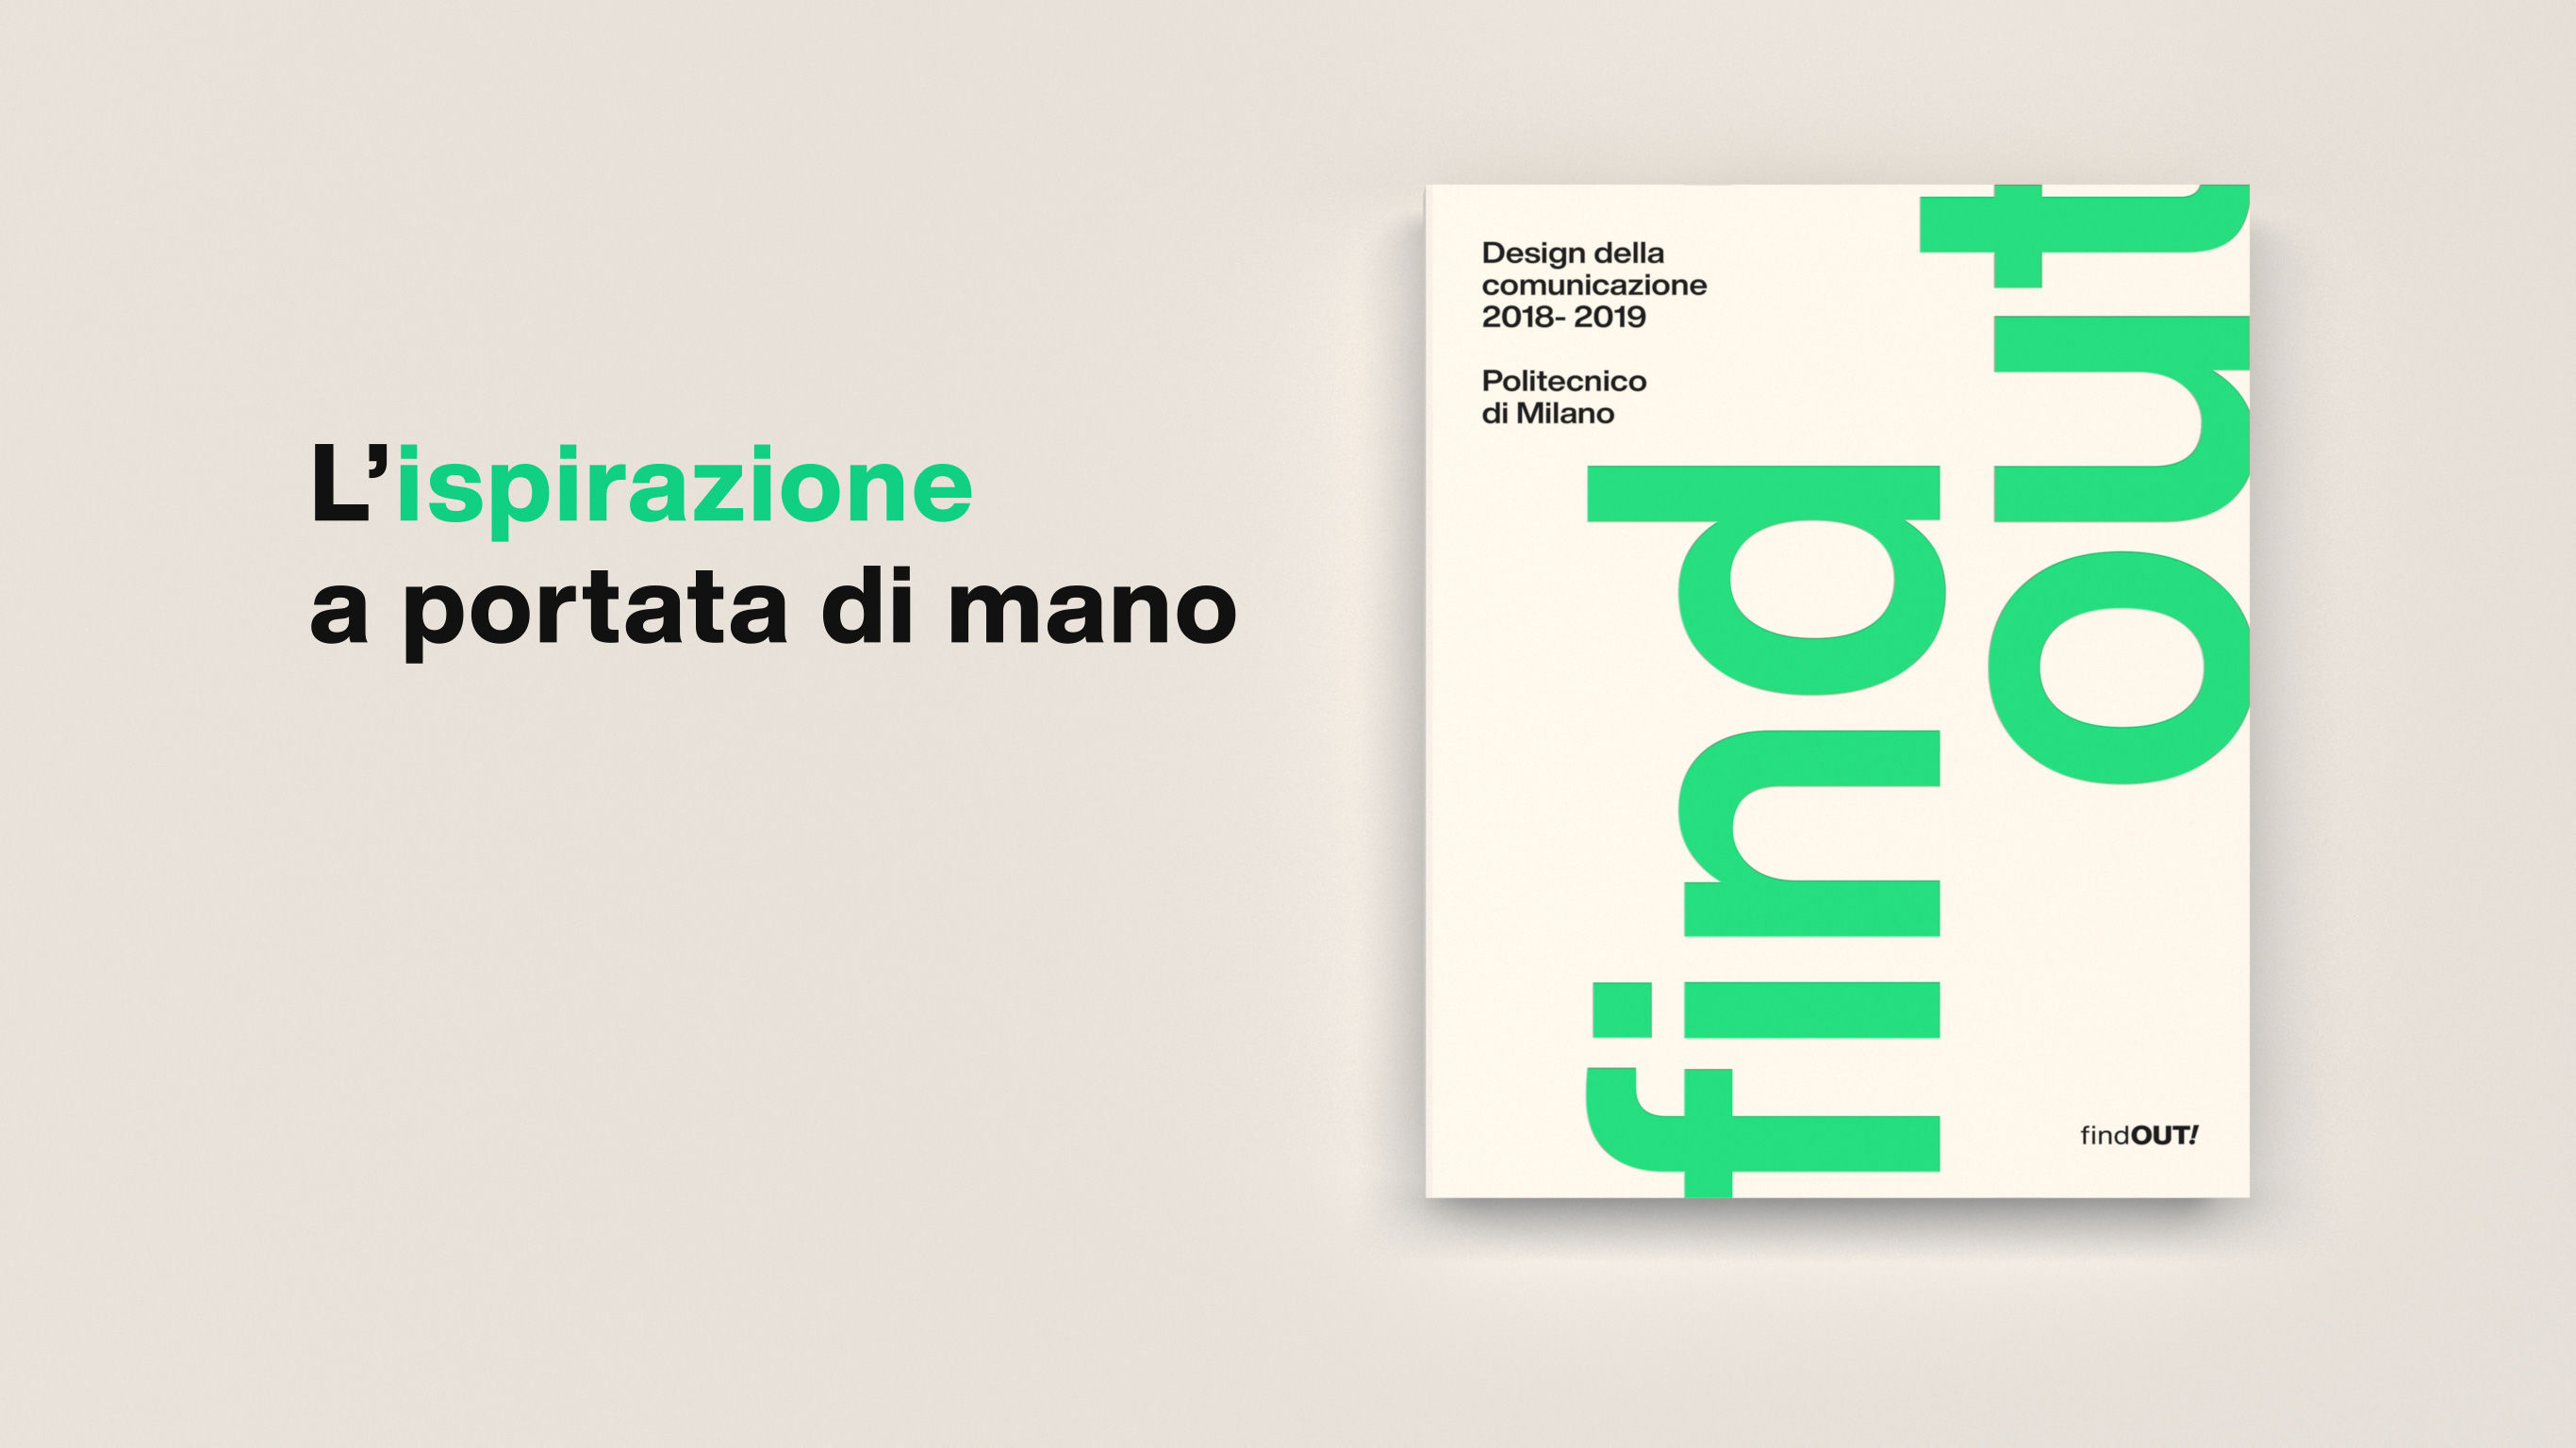 L’ispirazione
a portata di mano
Design della
comunicazione
2018- 2019
Politecnico
di Milano
find
out
findOUT!